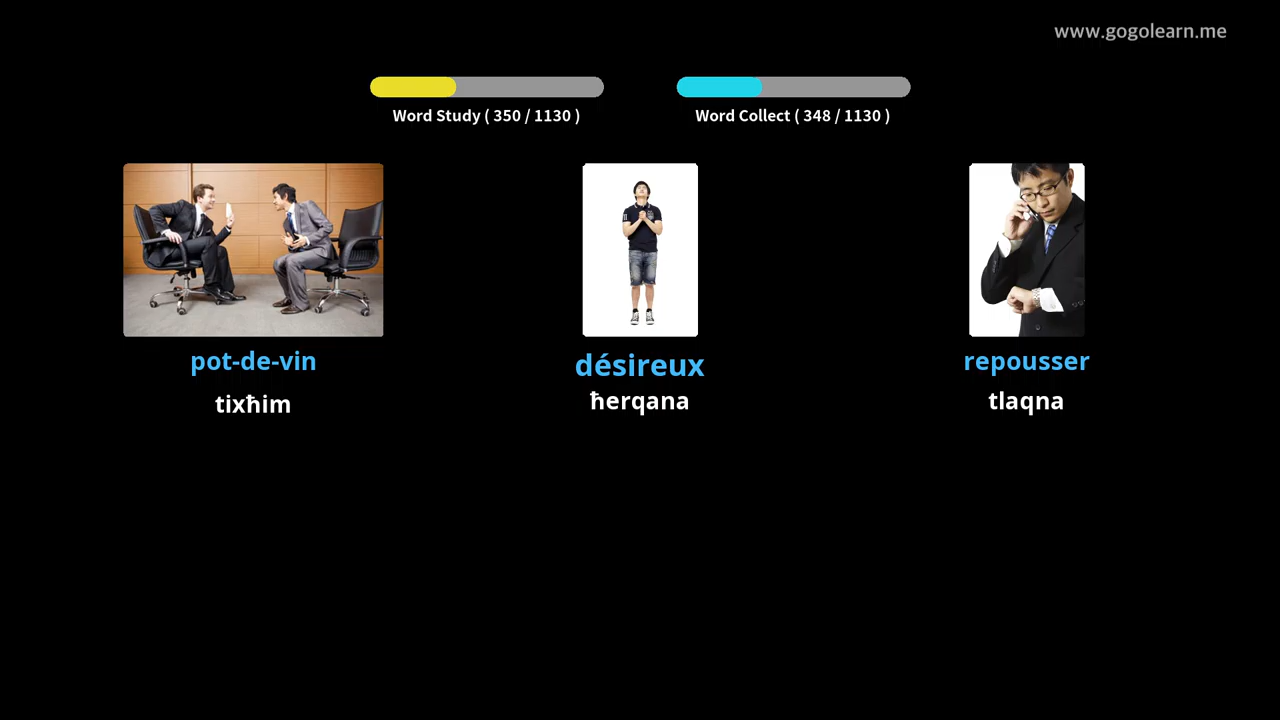 www.gogolearn.me
Word Study ( 350 / 1130 )
Word Collect ( 348 / 1130 )
pot-de-vin
désireux
repousser
tixħim
ħerqana
tlaqna